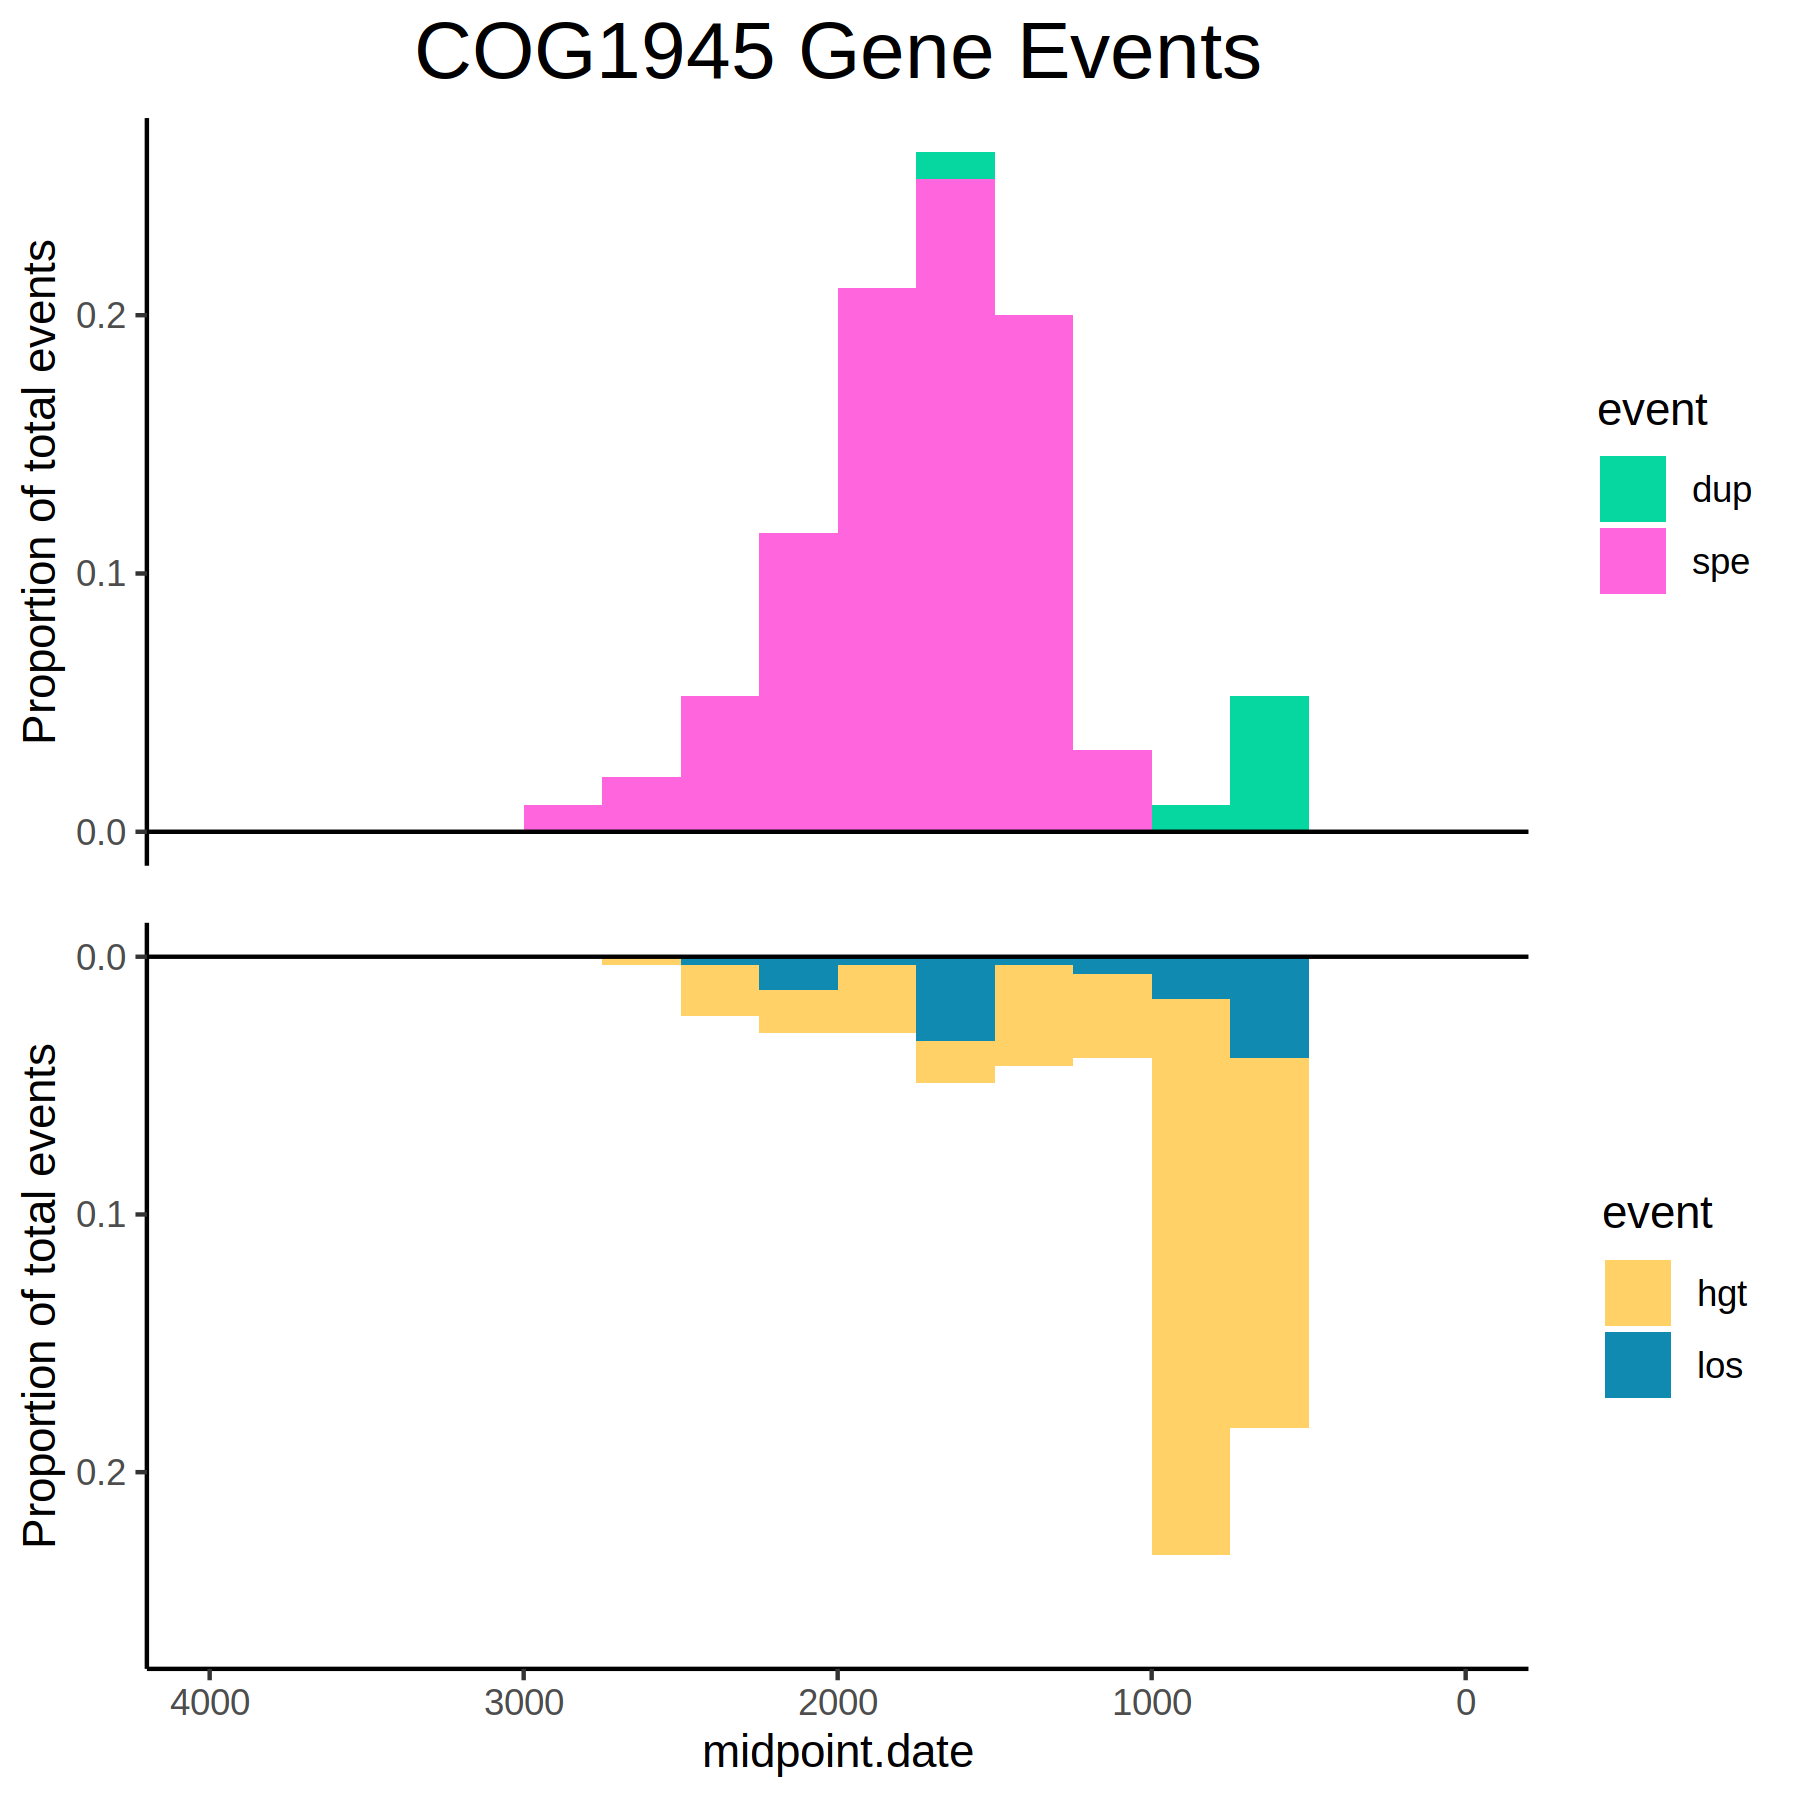 COG1945 Gene Events
Proportion of total events
0.2
0.1
0.0
event
dup
spe
Proportion of total events
0.0
0.1
0.2
event
hgt
los
4000 3000 2000 1000 0
midpoint.date